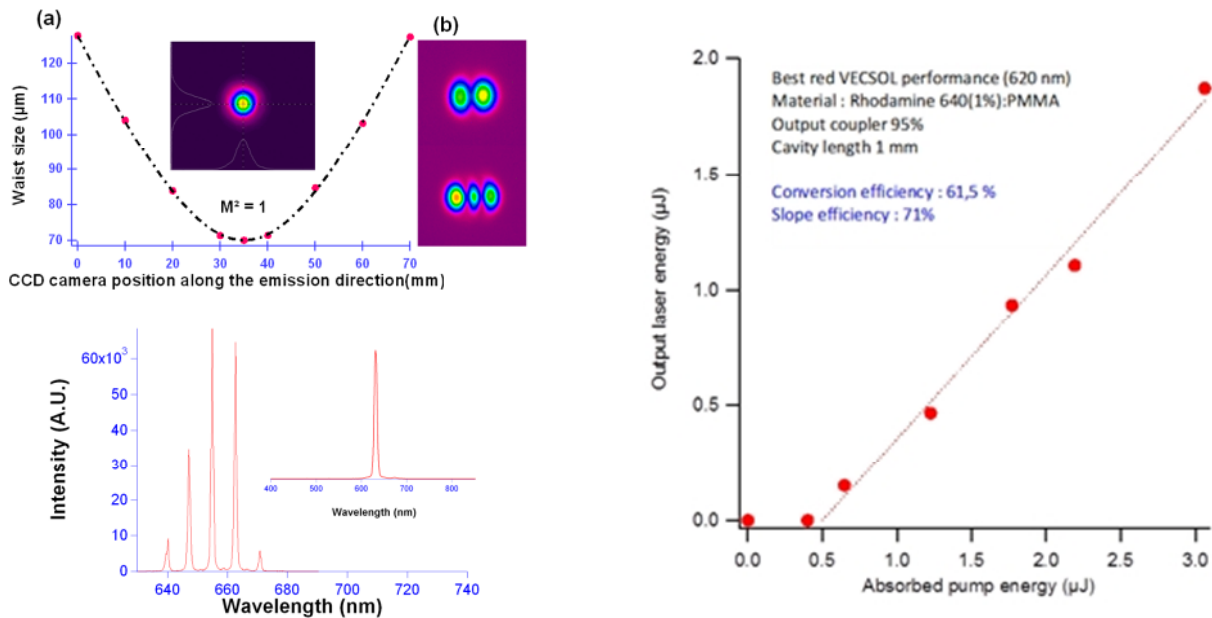 (a)
(b)
120
110
100
90
80
70
Waist size (µm)
M² = 1
0 10 20 30 40 50 60 70
CCD camera position along the emission direction(mm)
60x10³
50
40
30
20
10
0
Intensity (A.U.)
400 500 600 700 800
Wavelength (nm)
640 660 680 700 720 740
Wavelength (nm)
2.0
1.5
1.0
0.5
0.0
Output laser energy (µJ)
Best red VECSOL performance (620 nm)
Material : Rhodamine 640(1%):PMMA
Output coupler 95%
Cavity length 1 mm
Conversion efficiency : 61,5 %
Slope efficiency : 71%
0.0 0.5 1.0 1.5 2.0 2.5 3.0
Absorbed pump energy (µJ)